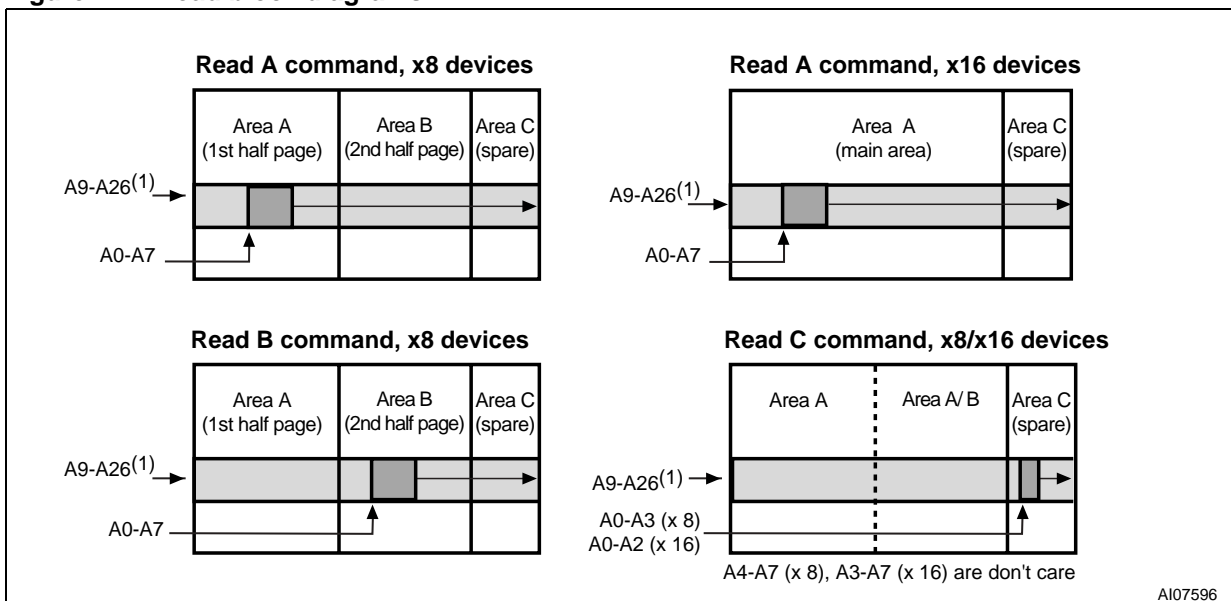 Read A command, x8 devices
Area A
(1st half page)
Area B
(2nd half page)
Area C
(spare)
A9-A26(1)
A0-A7
Read A command, x16 devices
Area A
(main area)
Area C
(spare)
A9-A26(1)
A0-A7
Read B command, x8 devices
Area A
(1st half page)
Area B
(2nd half page)
Area C
(spare)
A9-A26(1)
A0-A7
Read C command, x8/x16 devices
Area A
Area A/ B
Area C
(spare)
A9-A26(1)
A0-A3 (x 8)
A0-A2 (x 16)
A4-A7 (x 8), A3-A7 (x 16) are don't care
AI07596